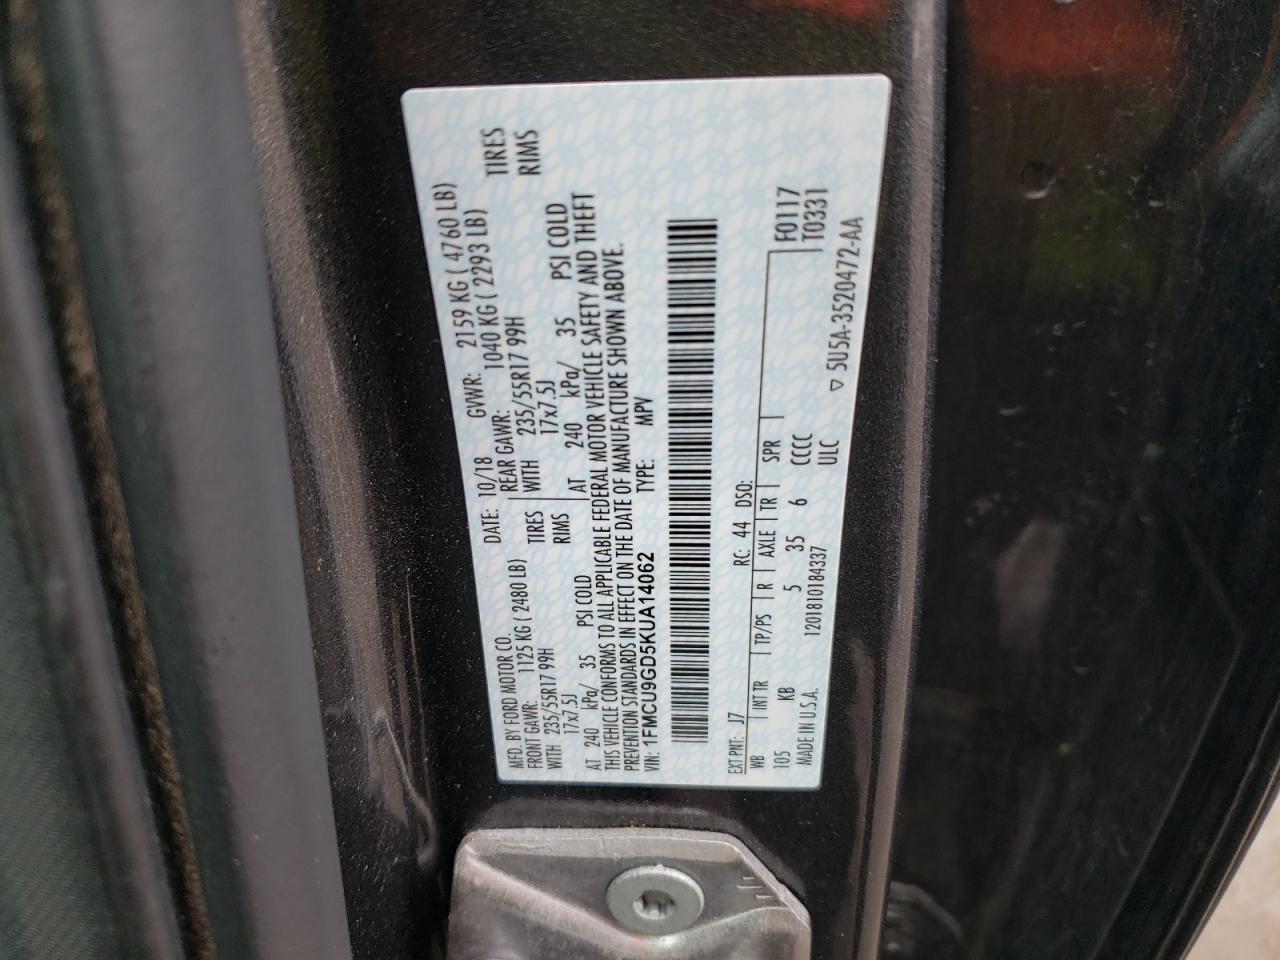 MFD. BY FORD MOTOR CO. DATE: 10/18 GVWR: 2159 KG ( 4760 LB)
FRONT GAWR: 1125 KG ( 2480 LB) REAR GAWR: 1040 KG ( 2293 LB)
WITH 235/55R17 99H TIRES WITH 235/55R17 99H TIRES
17x7.5J RIMS 17x7.5J RIMS
AT 240 kPa/ 35 PSI COLD AT 240 kPa/ 35 PSI COLD
THIS VEHICLE CONFORMS TO ALL APPLICABLE FEDERAL MOTOR VEHICLE SAFETY AND THEFT
PREVENTION STANDARDS IN EFFECT ON THE DATE OF MANUFACTURE SHOWN ABOVE.
VIN: 1FMCU9GD5KUA14062 TYPE: MPV
EXT PNT: J7 RC: 44 DSO: F0117
WB INT TR TP/PS R AXLE TR SPR T0331
105 KB 5 35 6 CCCC
MADE IN U.S.A. 1201810184337 ULC ▽ 5U5A-3520472-AA